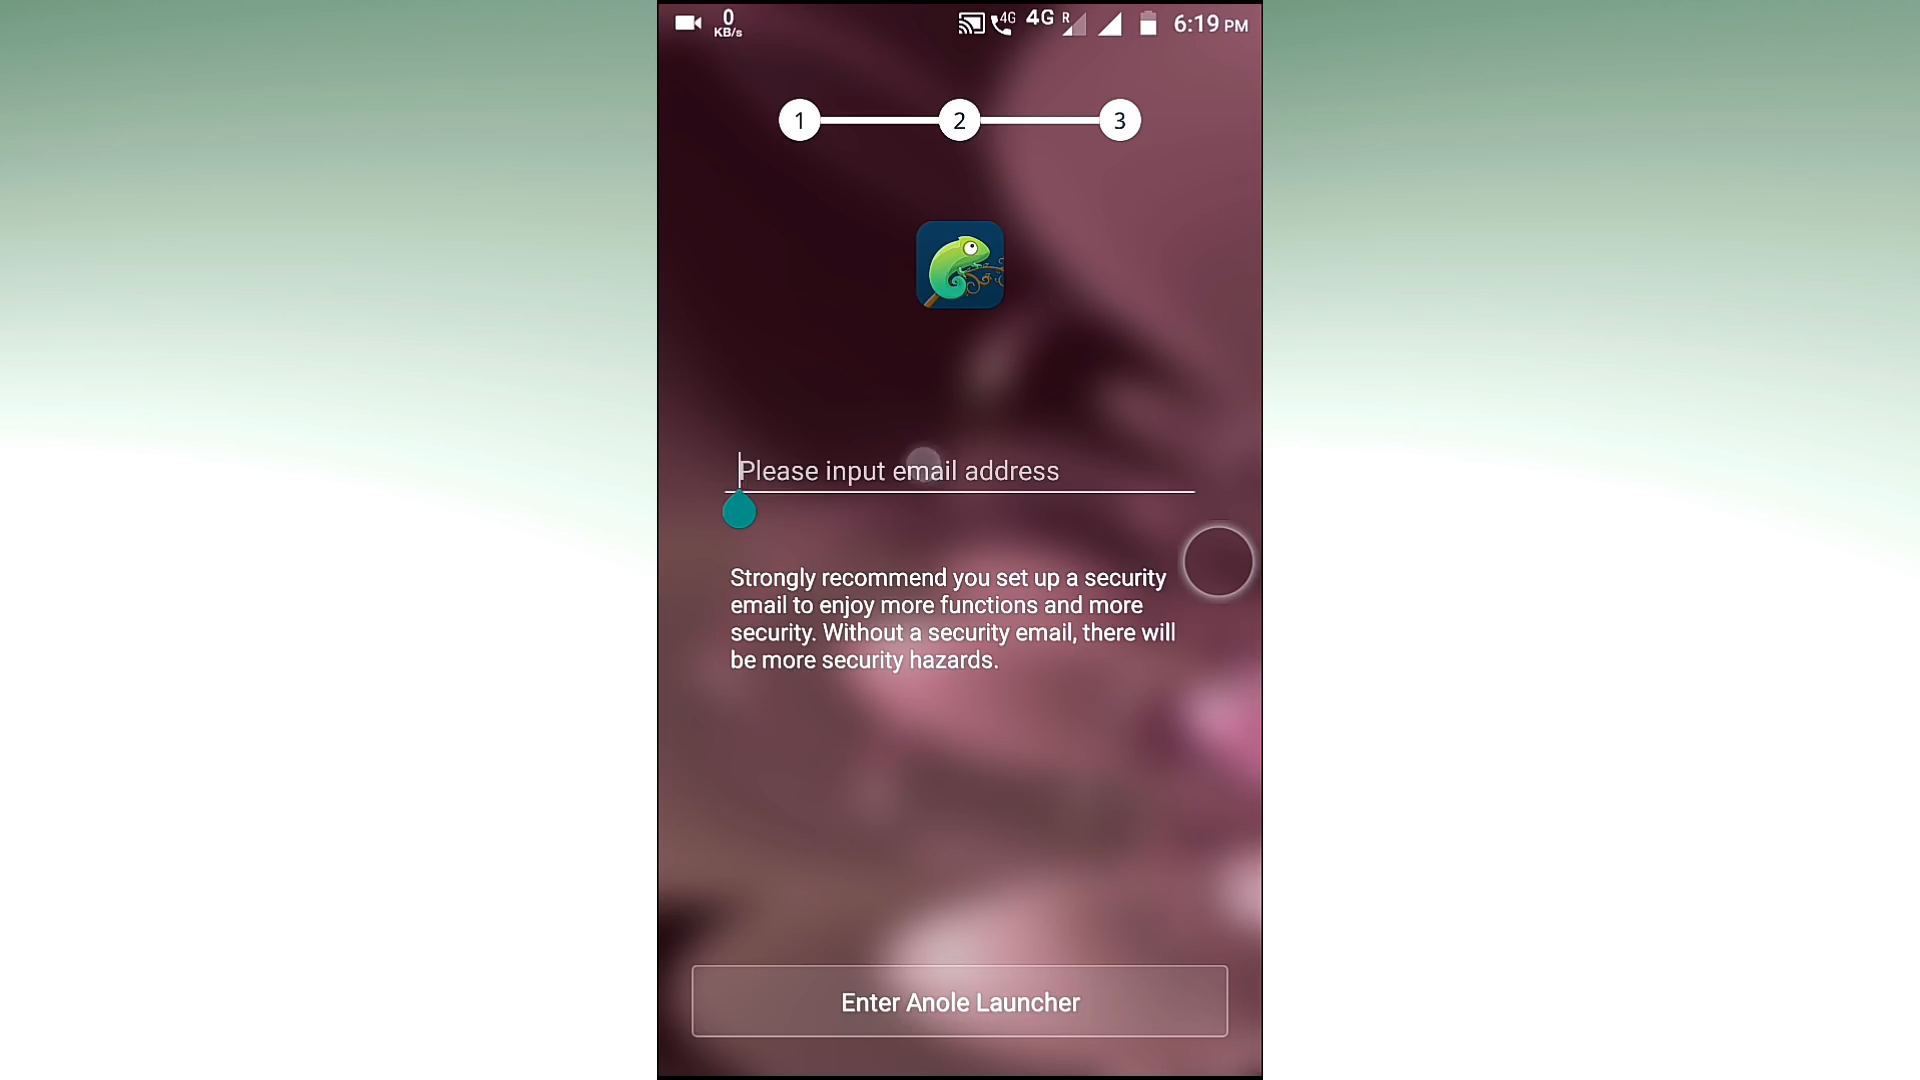 0
KB/s
4G
4G
R
6:19 PM
1
2
3
Please input email address
Strongly recommend you set up a security
email to enjoy more functions and more
security. Without a security email, there will
be more security hazards.
Enter Anole Launcher